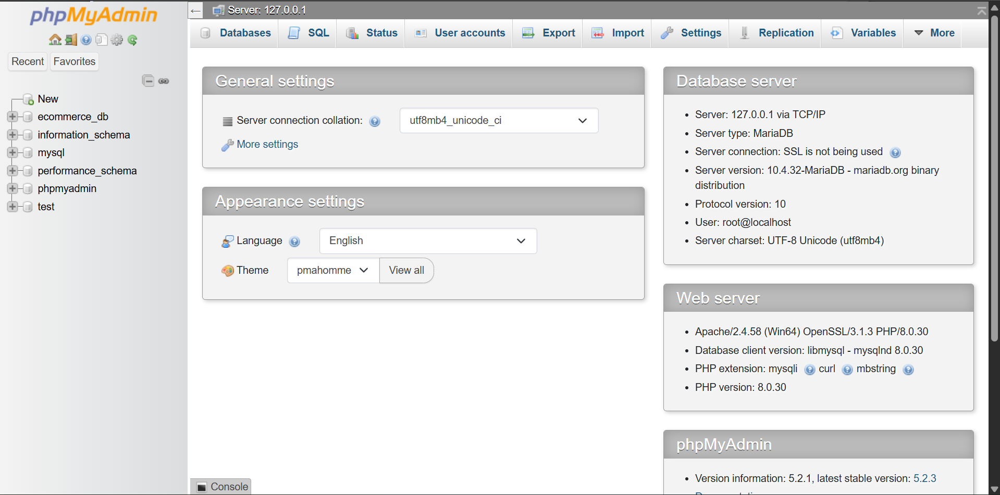 phpMyAdmin
Recent
Favorites
New
ecommerce_db
information_schema
mysql
performance_schema
phpmyadmin
test
Server: 127.0.0.1
Databases
SQL
Status
User accounts
Export
Import
Settings
Replication
Variables
More
General settings
Server connection collation:
utf8mb4_unicode_ci
More settings
Appearance settings
Language
English
Theme
pmahomme
View all
Database server
Server: 127.0.0.1 via TCP/IP
Server type: MariaDB
Server connection: SSL is not being used
Server version: 10.4.32-MariaDB - mariadb.org binary
distribution
Protocol version: 10
User: root@localhost
Server charset: UTF-8 Unicode (utf8mb4)
Web server
Apache/2.4.58 (Win64) OpenSSL/3.1.3 PHP/8.0.30
Database client version: libmysql - mysqlnd 8.0.30
PHP extension: mysqli curl mbstring
PHP version: 8.0.30
phpMyAdmin
Version information: 5.2.1, latest stable version: 5.2.3
Console